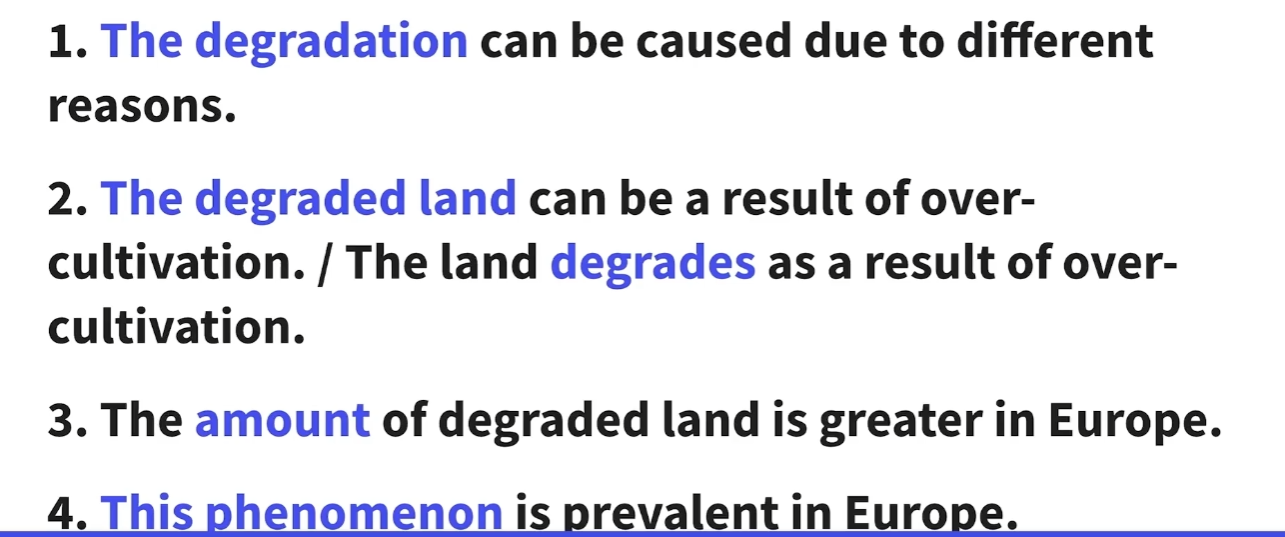 1. The degradation can be caused due to different
reasons.
2. The degraded land can be a result of over-
cultivation. / The land degrades as a result of over-
cultivation.
3. The amount of degraded land is greater in Europe.
4. This phenomenon is prevalent in Europe.